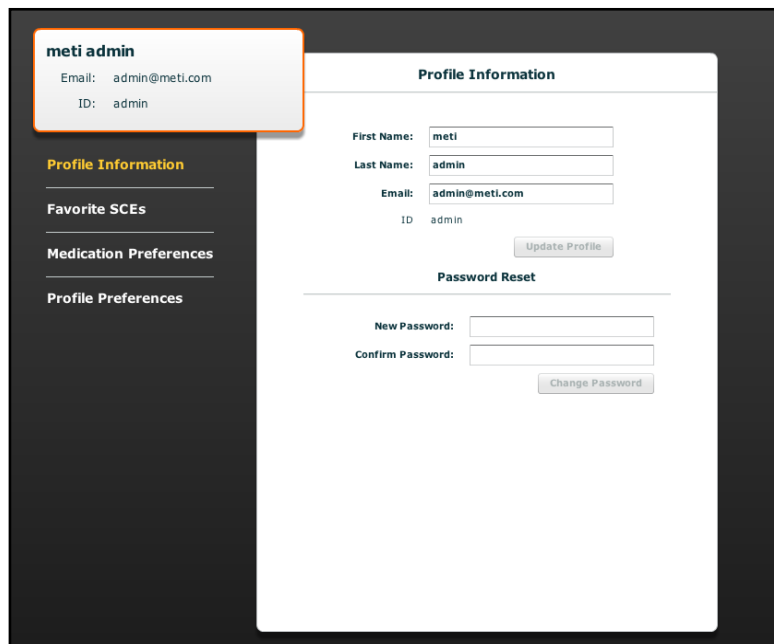 meti admin
Email: admin@meti.com
ID: admin
Profile Information
Favorite SCEs
Medication Preferences
Profile Preferences
Profile Information
First Name: meti
Last Name: admin
Email: admin@meti.com
ID admin
Update Profile
Password Reset
New Password:
Confirm Password:
Change Password